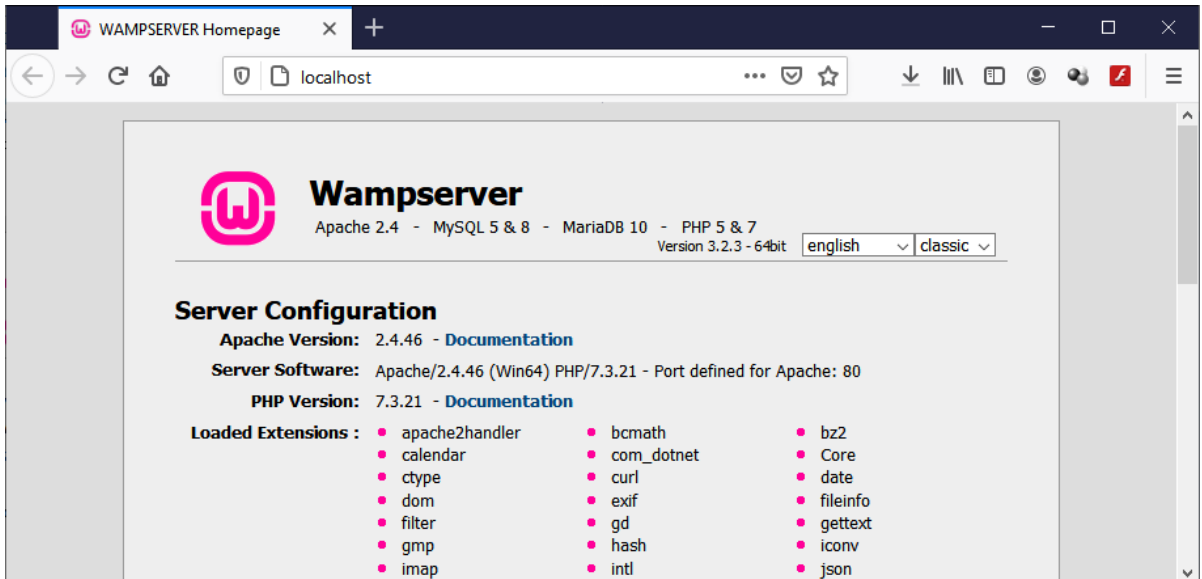 WAMPSERVER Homepage
localhost
Wampserver
Apache 2.4 - MySQL 5 & 8 - MariaDB 10 - PHP 5 & 7
Version 3.2.3 - 64bit english classic
Server Configuration
Apache Version: 2.4.46 - Documentation
Server Software: Apache/2.4.46 (Win64) PHP/7.3.21 - Port defined for Apache: 80
PHP Version: 7.3.21 - Documentation
Loaded Extensions : apache2handler bcmath bz2
calendar com_dotnet Core
ctype curl date
dom exif fileinfo
filter gd gettext
gmp hash iconv
imap intl json